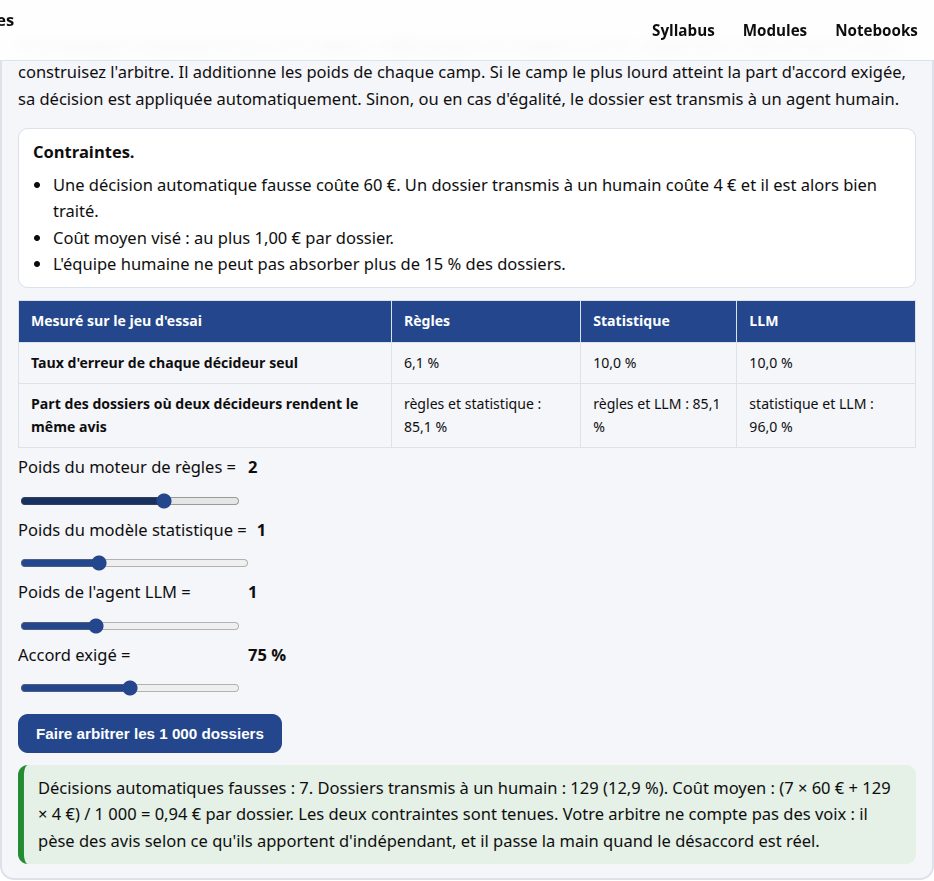 es
Syllabus Modules Notebooks
construisez l'arbitre. Il additionne les poids de chaque camp. Si le camp le plus lourd atteint la part d'accord exigée,
sa décision est appliquée automatiquement. Sinon, ou en cas d'égalité, le dossier est transmis à un agent humain.
Contraintes.
• Une décision automatique fausse coûte 60 €. Un dossier transmis à un humain coûte 4 € et il est alors bien
traité.
• Coût moyen visé : au plus 1,00 € par dossier.
• L'équipe humaine ne peut pas absorber plus de 15 % des dossiers.
Mesuré sur le jeu d'essai Règles Statistique LLM
Taux d'erreur de chaque décideur seul 6,1 % 10,0 % 10,0 %
Part des dossiers où deux décideurs rendent le règles et statistique : règles et LLM : 85,1 statistique et LLM :
même avis 85,1 % % 96,0 %
Poids du moteur de règles = 2
Poids du modèle statistique = 1
Poids de l'agent LLM = 1
Accord exigé = 75 %
Faire arbitrer les 1 000 dossiers
Décisions automatiques fausses : 7. Dossiers transmis à un humain : 129 (12,9 %). Coût moyen : (7 × 60 € + 129
× 4 €) / 1 000 = 0,94 € par dossier. Les deux contraintes sont tenues. Votre arbitre ne compte pas des voix : il
pèse des avis selon ce qu'ils apportent d'indépendant, et il passe la main quand le désaccord est réel.